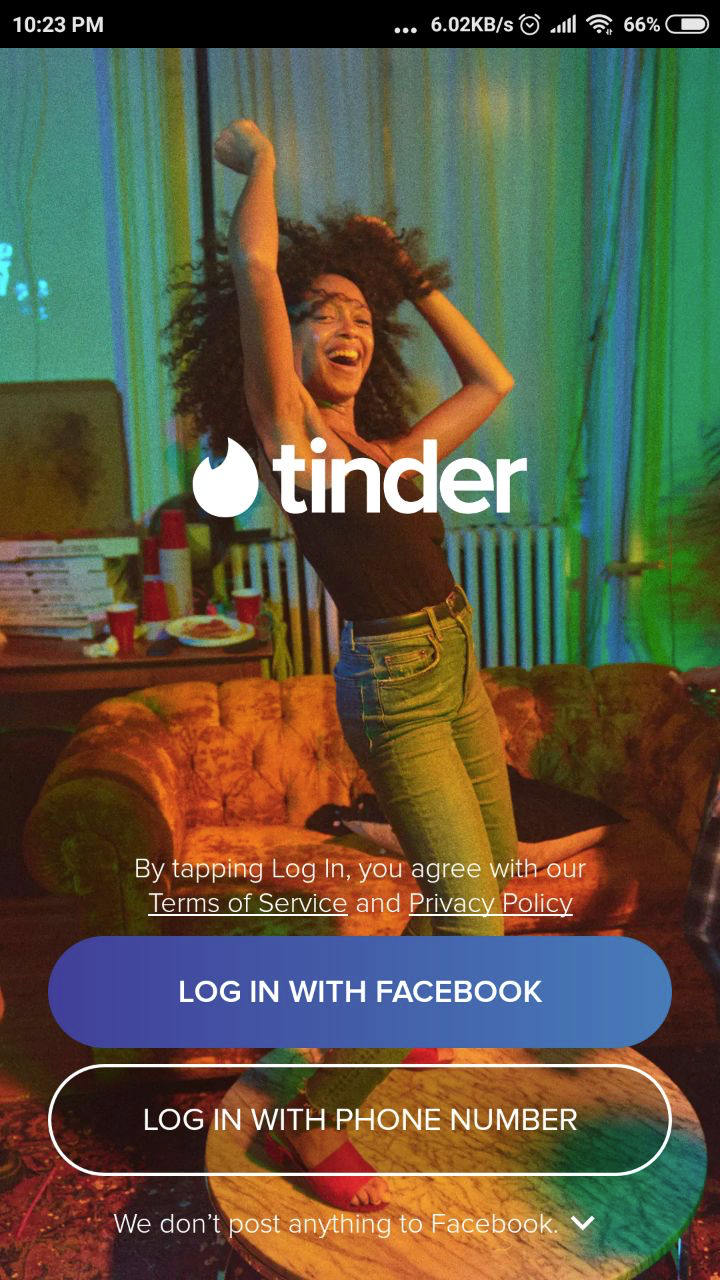 10:23 PM ... 6.02KB/s 66%
tinder
By tapping Log In, you agree with our
Terms of Service and Privacy Policy
LOG IN WITH FACEBOOK
LOG IN WITH PHONE NUMBER
We don’t post anything to Facebook.